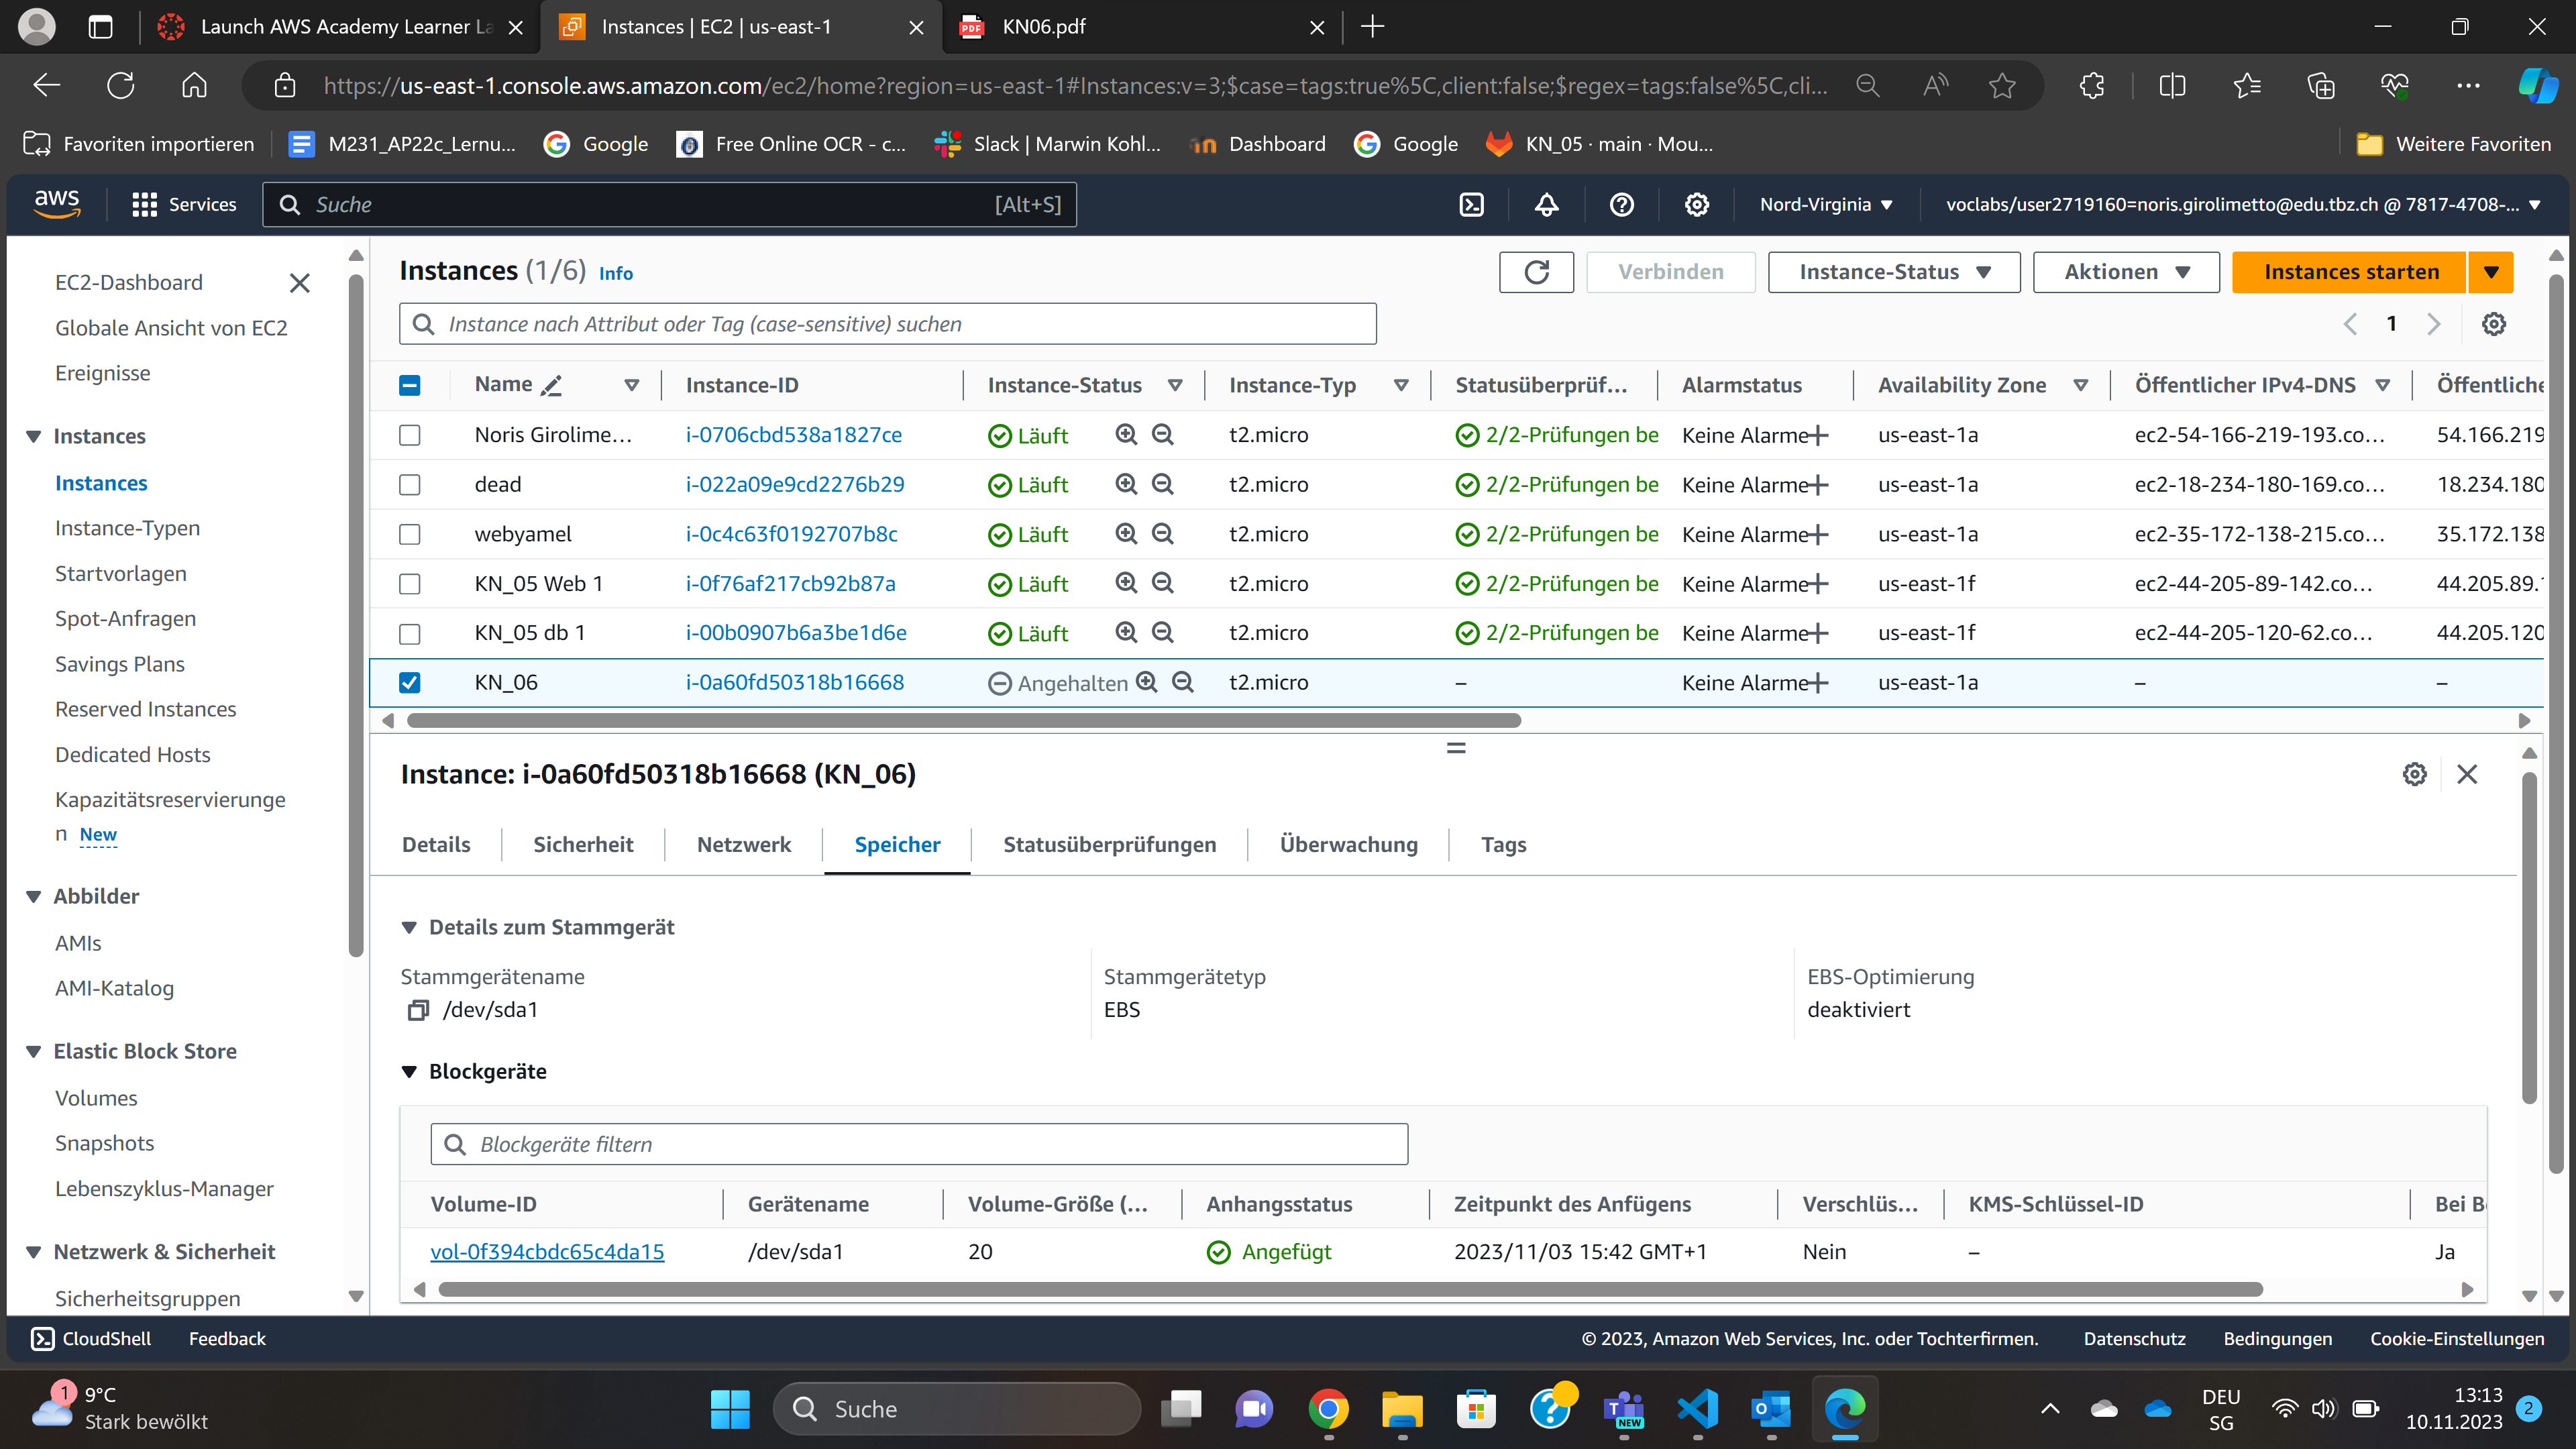 Launch AWS Academy Learner La
Instances | EC2 | us-east-1
KN06.pdf
https://us-east-1.console.aws.amazon.com/ec2/home?region=us-east-1#Instances:v=3;$case=tags:true%5C,client:false;$regex=tags:false%5C,cli...
Favoriten importieren
M231_AP22c_Lernu...
Google
Free Online OCR - c...
Slack | Marwin Kohl...
Dashboard
Google
KN_05 · main · Mou...
Weitere Favoriten
aws
Services
Suche [Alt+S]
Nord-Virginia
voclabs/user2719160=noris.girolimetto@edu.tbz.ch @ 7817-4708-...
EC2-Dashboard
Globale Ansicht von EC2
Ereignisse
Instances
Instances
Instance-Typen
Startvorlagen
Spot-Anfragen
Savings Plans
Reserved Instances
Dedicated Hosts
Kapazitätsreservierunge
n New
Abbilder
AMIs
AMI-Katalog
Elastic Block Store
Volumes
Snapshots
Lebenszyklus-Manager
Netzwerk & Sicherheit
Sicherheitsgruppen
Instances (1/6) Info
Verbinden
Instance-Status
Aktionen
Instances starten
Instance nach Attribut oder Tag (case-sensitive) suchen
1
Name Instance-ID Instance-Status Instance-Typ Statusüberprüf... Alarmstatus Availability Zone Öffentlicher IPv4-DNS Öffentliche
Noris Girolime... i-0706cbd538a1827ce Läuft t2.micro 2/2-Prüfungen be Keine Alarme us-east-1a ec2-54-166-219-193.co... 54.166.219
dead i-022a09e9cd2276b29 Läuft t2.micro 2/2-Prüfungen be Keine Alarme us-east-1a ec2-18-234-180-169.co... 18.234.180
webyamel i-0c4c63f0192707b8c Läuft t2.micro 2/2-Prüfungen be Keine Alarme us-east-1a ec2-35-172-138-215.co... 35.172.138
KN_05 Web 1 i-0f76af217cb92b87a Läuft t2.micro 2/2-Prüfungen be Keine Alarme us-east-1f ec2-44-205-89-142.co... 44.205.89.1
KN_05 db 1 i-00b0907b6a3be1d6e Läuft t2.micro 2/2-Prüfungen be Keine Alarme us-east-1f ec2-44-205-120-62.co... 44.205.120
KN_06 i-0a60fd50318b16668 Angehalten t2.micro – Keine Alarme us-east-1a – –
Instance: i-0a60fd50318b16668 (KN_06)
Details Sicherheit Netzwerk Speicher Statusüberprüfungen Überwachung Tags
Details zum Stammgerät
Stammgerätename Stammgerätetyp EBS-Optimierung
/dev/sda1 EBS deaktiviert
Blockgeräte
Blockgeräte filtern
Volume-ID Gerätename Volume-Größe (... Anhangsstatus Zeitpunkt des Anfügens Verschlüs... KMS-Schlüssel-ID Bei Be
vol-0f394cbdc65c4da15 /dev/sda1 20 Angefügt 2023/11/03 15:42 GMT+1 Nein – Ja
CloudShell Feedback
© 2023, Amazon Web Services, Inc. oder Tochterfirmen. Datenschutz Bedingungen Cookie-Einstellungen
1
9°C
Stark bewölkt
Suche
NEW
DEU
SG
13:13
10.11.2023
2